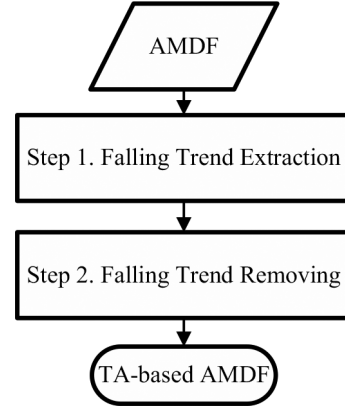 AMDF
Step 1. Falling Trend Extraction
Step 2. Falling Trend Removing
TA-based AMDF